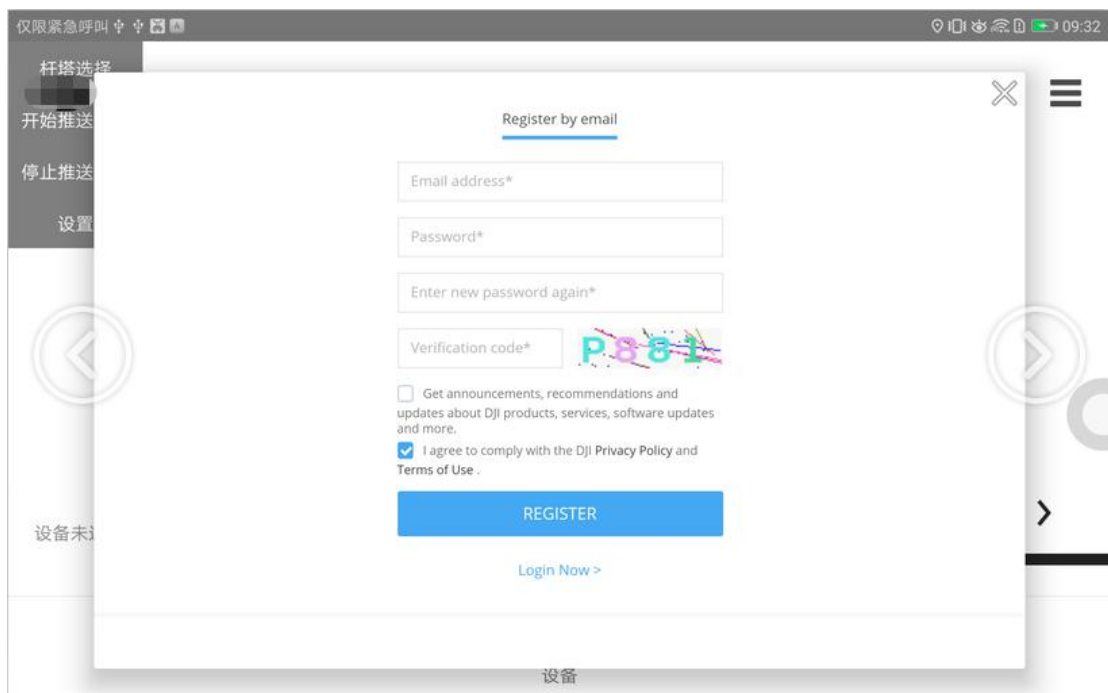 仅限紧急呼叫
09:32
杆塔选择
开始推送
停止推送
设置
Register by email
Email address*
Password*
Enter new password again*
Verification code*
P881
Get announcements, recommendations and
updates about DJI products, services, software updates
and more.
I agree to comply with the DJI Privacy Policy and
Terms of Use .
REGISTER
Login Now >
设备未
设备